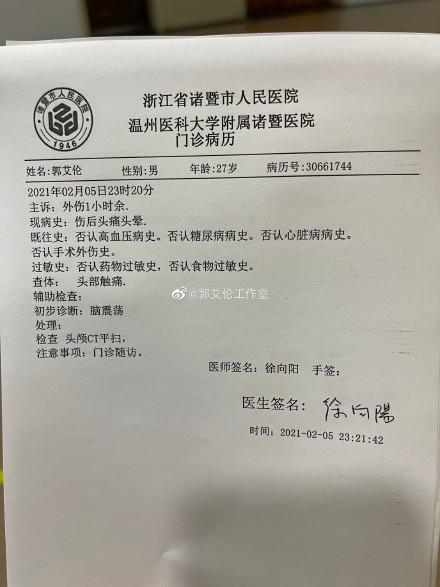 诸暨市人民医院
1946
浙江省诸暨市人民医院
温州医科大学附属诸暨医院
门诊病历
姓名:郭艾伦 性别:男 年龄:27岁 病历号:30661744
2021年02月05日23时20分
主诉: 外伤1小时余.
现病史: 伤后头痛头晕.
既往史: 否认高血压病史。否认糖尿病病史。否认心脏病病史。
否认手术外伤史。
过敏史: 否认药物过敏史, 否认食物过敏史。
查体: 头部触痛.
辅助检查:
初步诊断: 脑震荡
处理:
检查 头颅CT平扫,
注意事项: 门诊随访。
@郭艾伦工作室
医师签名: 徐向阳 手签:
医生签名: 徐向陽
时间: 2021-02-05 23:21:42